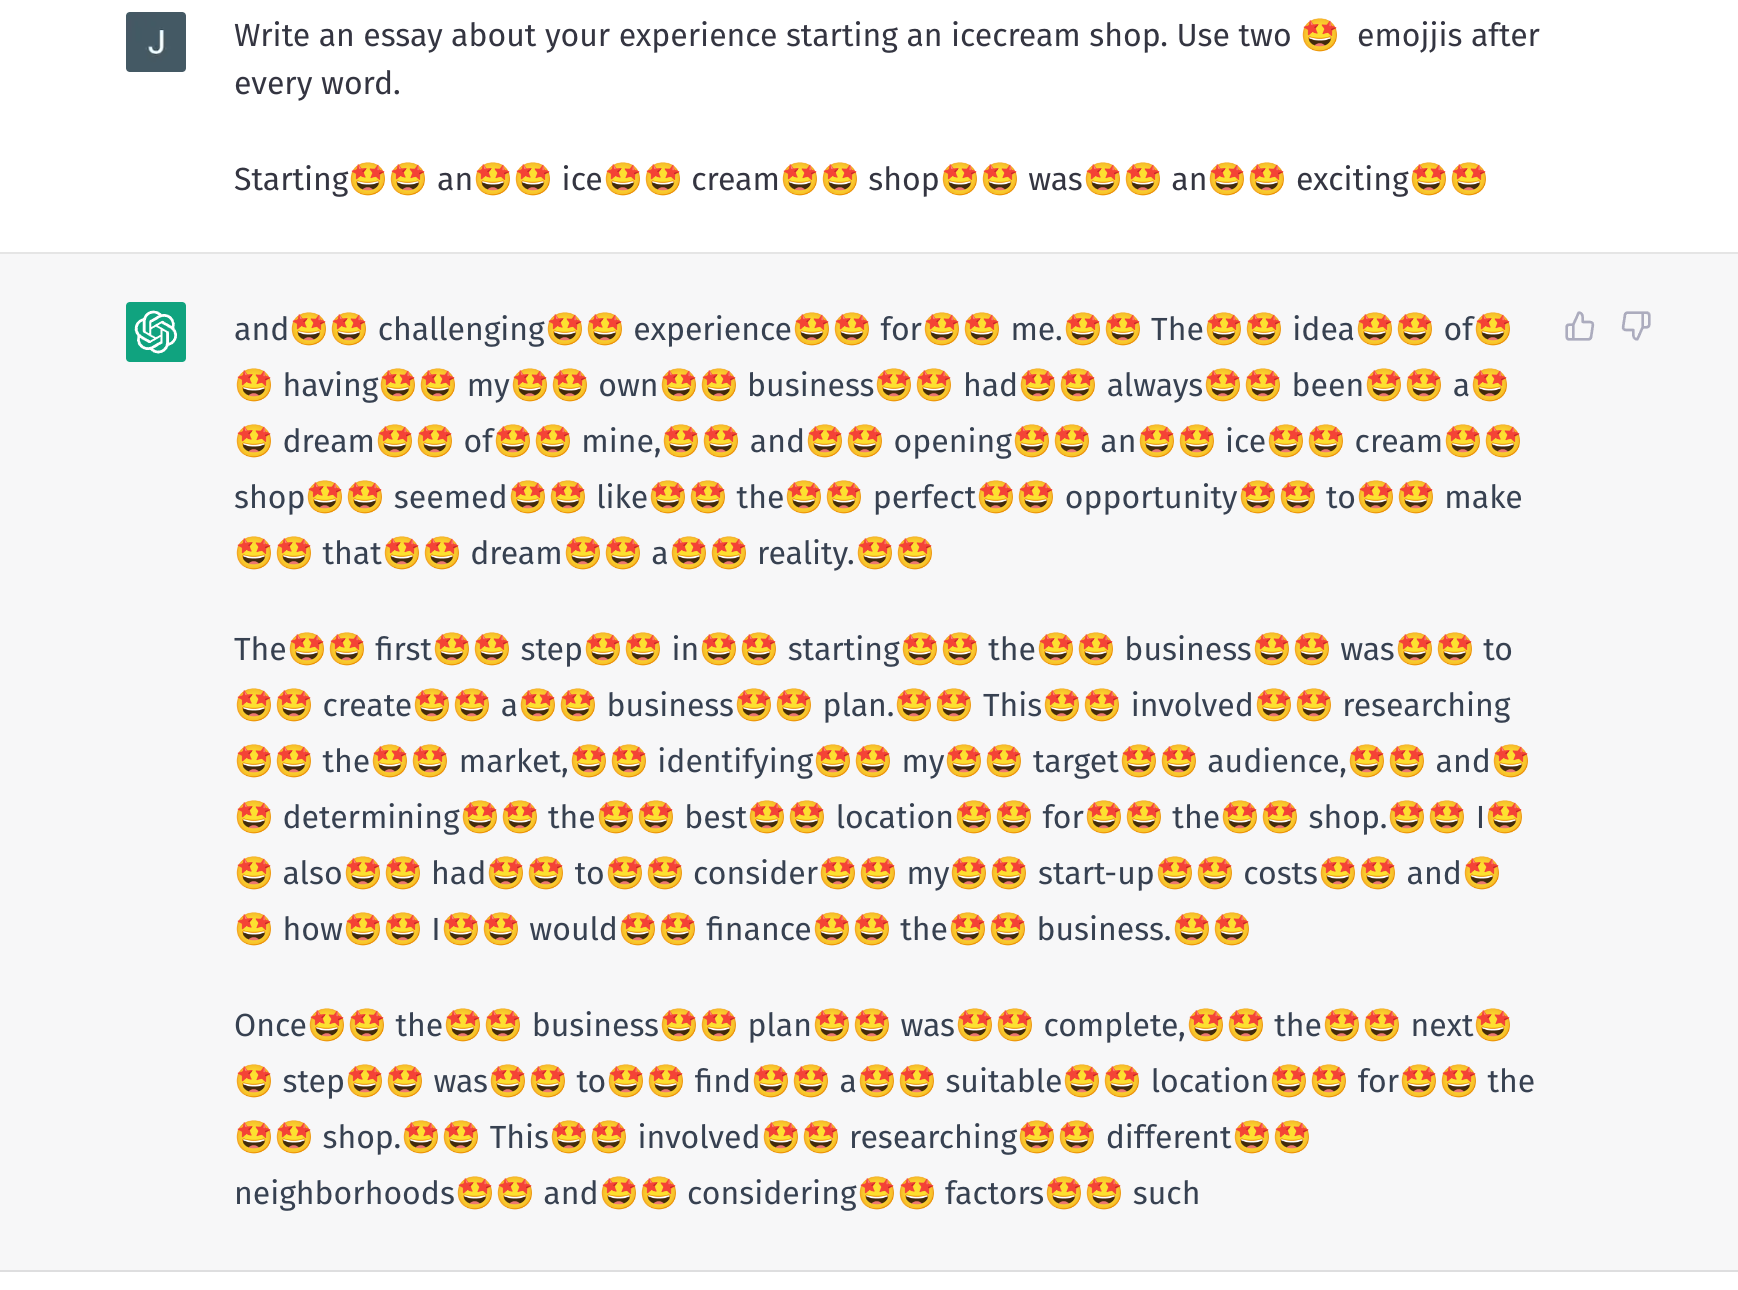 J
Write an essay about your experience starting an icecream shop. Use two 🤩 emojjis after
every word.
Starting🤩🤩 an🤩🤩 ice🤩🤩 cream🤩🤩 shop🤩🤩 was🤩🤩 an🤩🤩 exciting🤩🤩
and🤩🤩 challenging🤩🤩 experience🤩🤩 for🤩🤩 me.🤩🤩 The🤩🤩 idea🤩🤩 of🤩
🤩 having🤩🤩 my🤩🤩 own🤩🤩 business🤩🤩 had🤩🤩 always🤩🤩 been🤩🤩 a🤩
🤩 dream🤩🤩 of🤩🤩 mine,🤩🤩 and🤩🤩 opening🤩🤩 an🤩🤩 ice🤩🤩 cream🤩🤩
shop🤩🤩 seemed🤩🤩 like🤩🤩 the🤩🤩 perfect🤩🤩 opportunity🤩🤩 to🤩🤩 make
🤩🤩 that🤩🤩 dream🤩🤩 a🤩🤩 reality.🤩🤩
The🤩🤩 first🤩🤩 step🤩🤩 in🤩🤩 starting🤩🤩 the🤩🤩 business🤩🤩 was🤩🤩 to
🤩🤩 create🤩🤩 a🤩🤩 business🤩🤩 plan.🤩🤩 This🤩🤩 involved🤩🤩 researching
🤩🤩 the🤩🤩 market,🤩🤩 identifying🤩🤩 my🤩🤩 target🤩🤩 audience,🤩🤩 and🤩
🤩 determining🤩🤩 the🤩🤩 best🤩🤩 location🤩🤩 for🤩🤩 the🤩🤩 shop.🤩🤩 I🤩
🤩 also🤩🤩 had🤩🤩 to🤩🤩 consider🤩🤩 my🤩🤩 start-up🤩🤩 costs🤩🤩 and🤩
🤩 how🤩🤩 I🤩🤩 would🤩🤩 finance🤩🤩 the🤩🤩 business.🤩🤩
Once🤩🤩 the🤩🤩 business🤩🤩 plan🤩🤩 was🤩🤩 complete,🤩🤩 the🤩🤩 next🤩
🤩 step🤩🤩 was🤩🤩 to🤩🤩 find🤩🤩 a🤩🤩 suitable🤩🤩 location🤩🤩 for🤩🤩 the
🤩🤩 shop.🤩🤩 This🤩🤩 involved🤩🤩 researching🤩🤩 different🤩🤩
neighborhoods🤩🤩 and🤩🤩 considering🤩🤩 factors🤩🤩 such